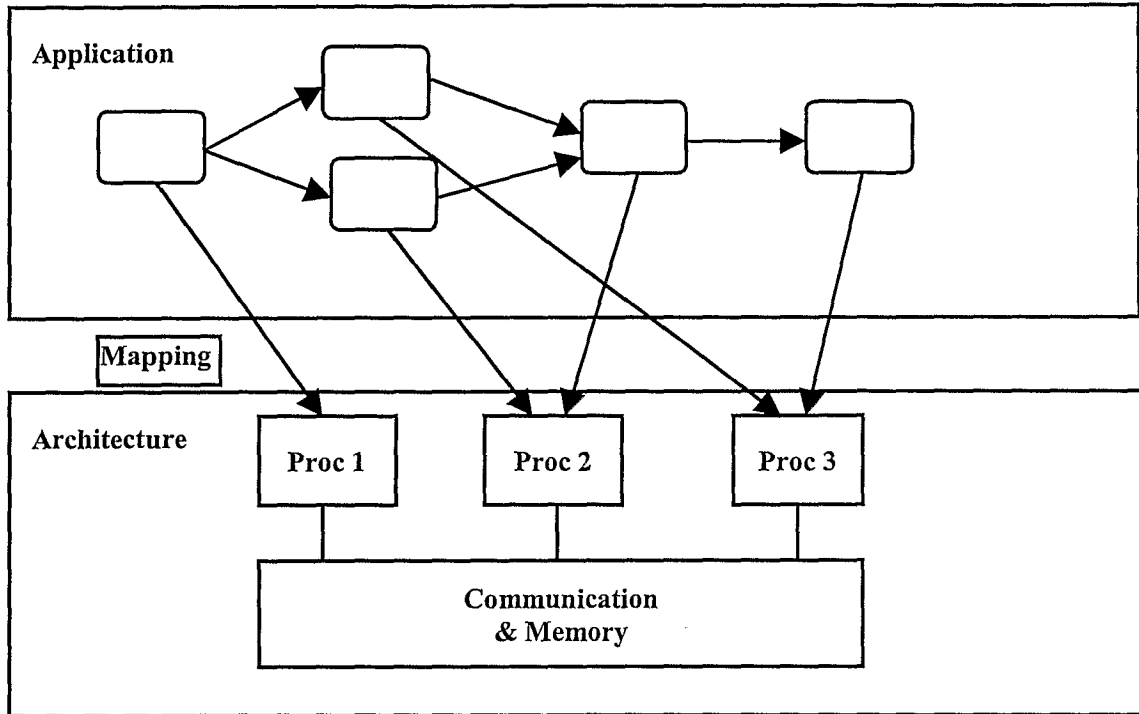 Application
Mapping
Architecture
Proc 1
Proc 2
Proc 3
Communication
& Memory